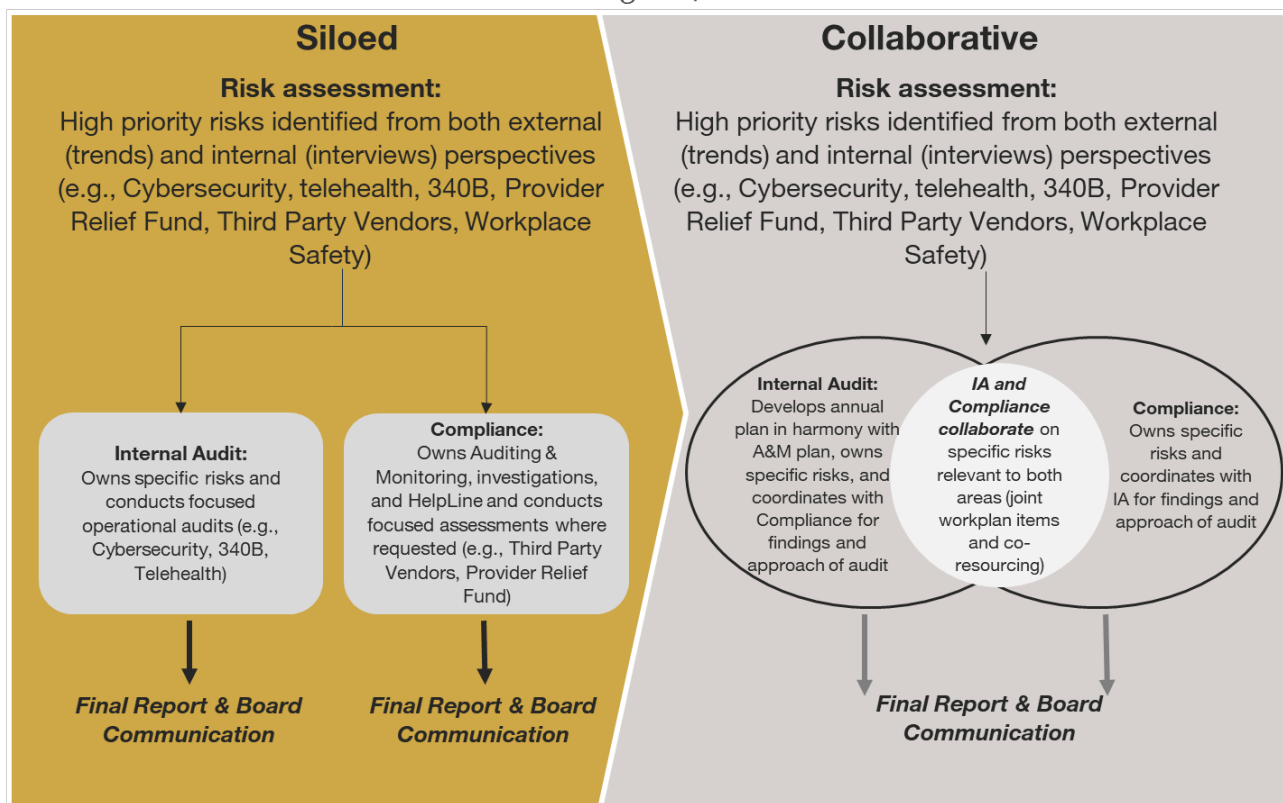 Siloed
Risk assessment:
High priority risks identified from both external
(trends) and internal (interviews) perspectives
(e.g., Cybersecurity, telehealth, 340B, Provider
Relief Fund, Third Party Vendors, Workplace
Safety)
Internal Audit:
Owns specific risks and
conducts focused
operational audits (e.g.,
Cybersecurity, 340B,
Telehealth)
Compliance:
Owns Auditing &
Monitoring, investigations,
and HelpLine and conducts
focused assessments where
requested (e.g., Third Party
Vendors, Provider Relief
Fund)
Final Report & Board
Communication
Final Report & Board
Communication
Collaborative
Risk assessment:
High priority risks identified from both external
(trends) and internal (interviews) perspectives
(e.g., Cybersecurity, telehealth, 340B, Provider
Relief Fund, Third Party Vendors, Workplace
Safety)
Internal Audit:
Develops annual
plan in harmony with
A&M plan, owns
specific risks, and
coordinates with
Compliance for
findings and
approach of audit
IA and
Compliance
collaborate on
specific risks
relevant to both
areas (joint
workplan items
and co-
resourcing)
Compliance:
Owns specific
risks and
coordinates with
IA for findings and
approach of audit
Final Report & Board
Communication